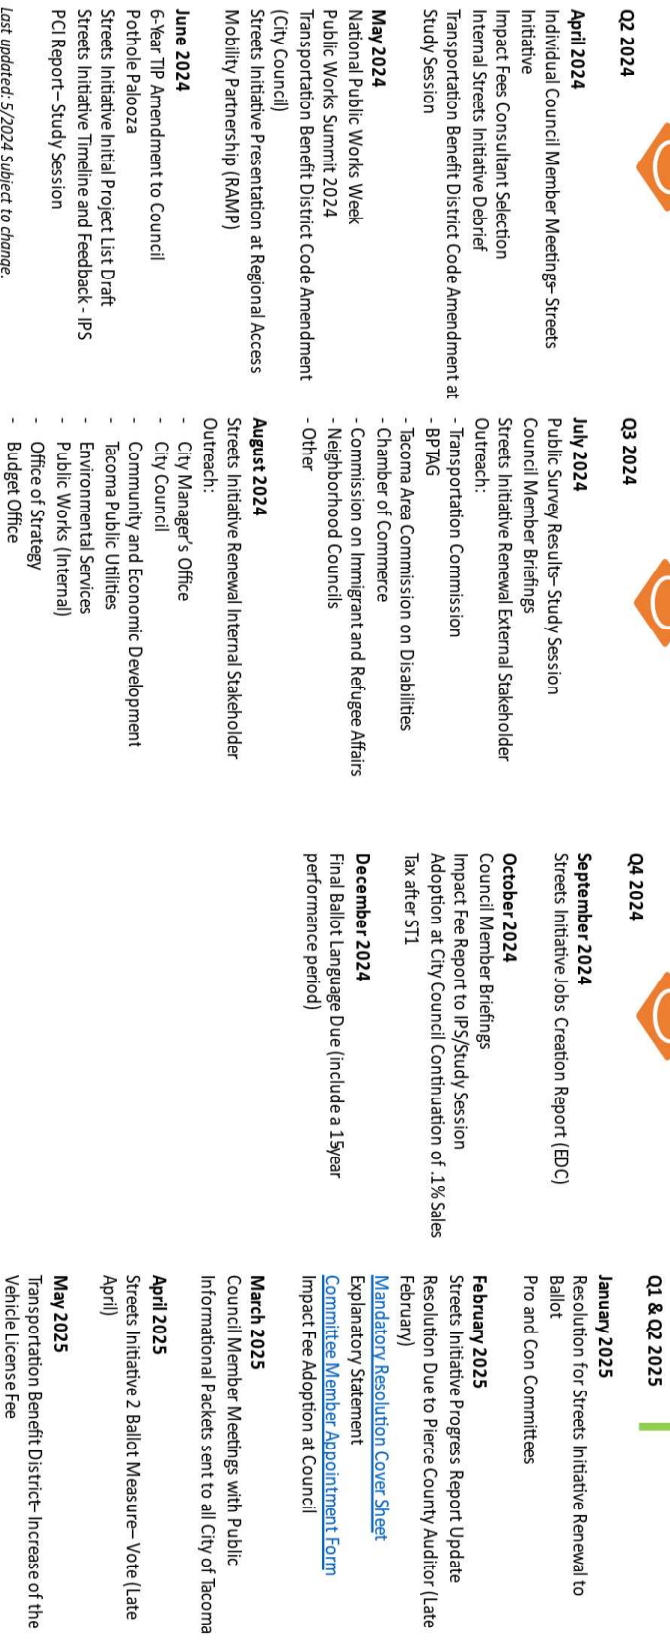 Q2 2024
April 2024
Individual Council Member Meetings– Streets
Initiative
Impact Fees Consultant Selection
Internal Streets Initiative Debrief
Transportation Benefit District Code Amendment at
Study Session
May 2024
National Public Works Week
Public Works Summit 2024
Transportation Benefit District Code Amendment
(City Council)
Streets Initiative Presentation at Regional Access
Mobility Partnership (RAMP)
June 2024
6-Year TIP Amendment to Council
Pothole Palooza
Streets Initiative Initial Project List Draft
Streets Initiative Timeline and Feedback - IPS
PCI Report– Study Session
Last updated: 5/2024 Subject to change.
Q3 2024
July 2024
Public Survey Results– Study Session
Council Member Briefings
Streets Initiative Renewal External Stakeholder
Outreach:
- Transportation Commission
- BPTAG
- Tacoma Area Commission on Disabilities
- Chamber of Commerce
- Commission on Immigrant and Refugee Affairs
- Neighborhood Councils
- Other
August 2024
Streets Initiative Renewal Internal Stakeholder
Outreach:
- City Manager's Office
- City Council
- Community and Economic Development
- Tacoma Public Utilities
- Environmental Services
- Public Works (Internal)
- Office of Strategy
- Budget Office
Q4 2024
September 2024
Streets Initiative Jobs Creation Report (EDC)
October 2024
Council Member Briefings
Impact Fee Report to IPS/Study Session
Adoption at City Council Continuation of .1% Sales
Tax after ST1
December 2024
Final Ballot Language Due (include a 15year
performance period)
Q1 & Q2 2025
January 2025
Resolution for Streets Initiative Renewal to
Ballot
Pro and Con Committees
February 2025
Streets Initiative Progress Report Update
Resolution Due to Pierce County Auditor (Late
February)
Mandatory Resolution Cover Sheet
Explanatory Statement
Committee Member Appointment Form
Impact Fee Adoption at Council
March 2025
Council Member Meetings with Public
Informational Packets sent to all City of Tacoma
April 2025
Streets Initiative 2 Ballot Measure– Vote (Late
April)
May 2025
Transportation Benefit District– Increase of the
Vehicle License Fee